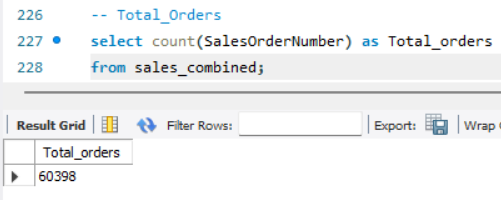 226 -- Total_Orders
227 select count(SalesOrderNumber) as Total_orders
228 from sales_combined;
Result Grid Filter Rows: Export: Wrap
Total_orders
60398